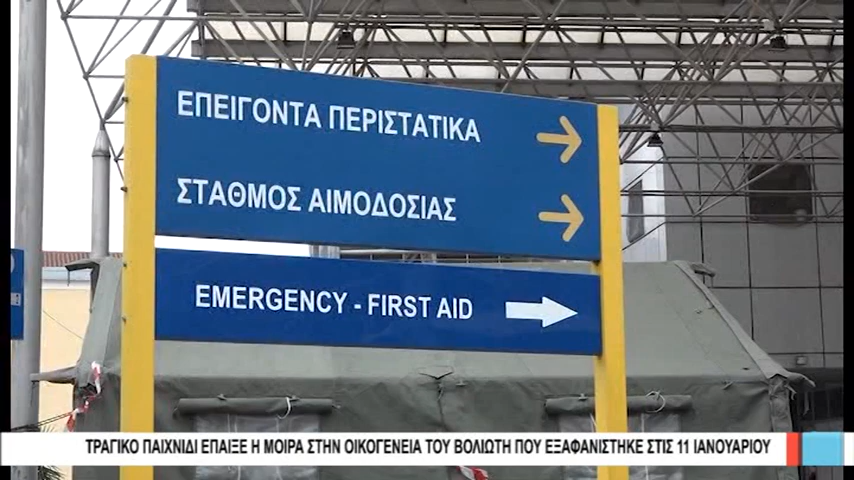 ΕΠΕΙΓΟΝΤΑ ΠΕΡΙΣΤΑΤΙΚΑ
ΣΤΑΘΜΟΣ ΑΙΜΟΔΟΣΙΑΣ
EMERGENCY - FIRST AID
ΤΡΑΓΙΚΟ ΠΑΙΧΝΙΔΙ ΕΠΑΙΞΕ Η ΜΟΙΡΑ ΣΤΗΝ ΟΙΚΟΓΕΝΕΙΑ ΤΟΥ ΒΟΛΙΩΤΗ ΠΟΥ ΕΞΑΦΑΝΙΣΤΗΚΕ ΣΤΙΣ 11 ΙΑΝΟΥΑΡΙΟΥ